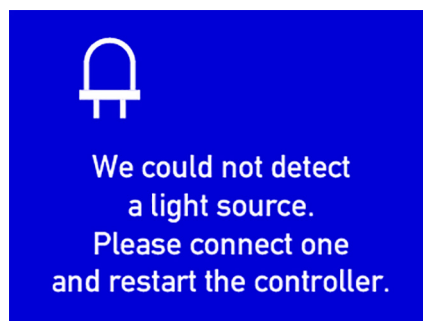 We could not detect
a light source.
Please connect one
and restart the controller.